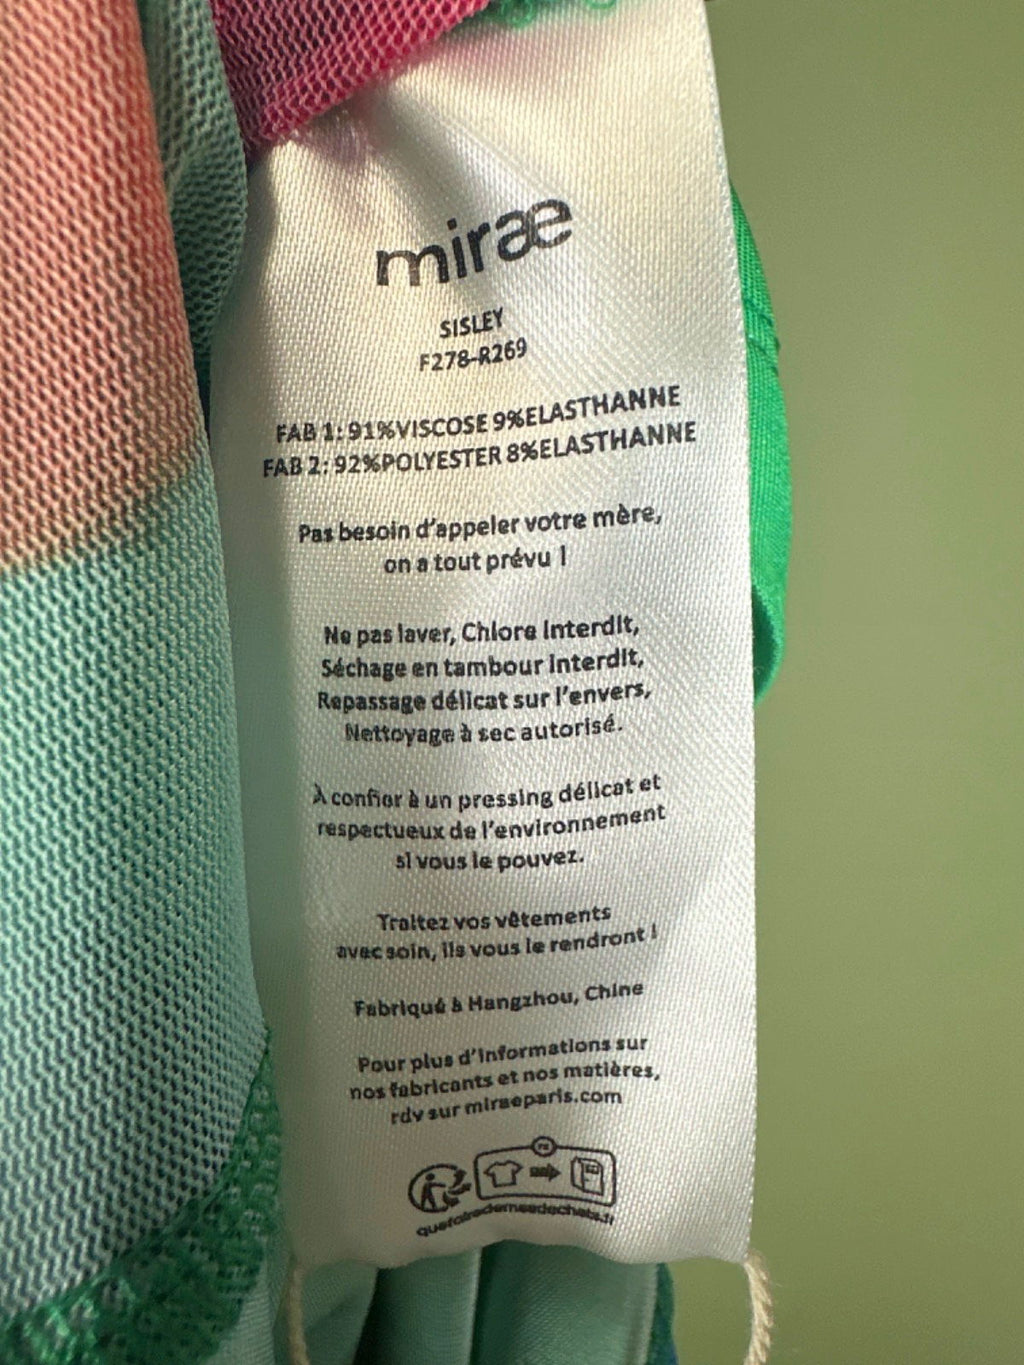 miræ
SISLEY
F278-R269
FAB 1: 91%VISCOSE 9%ELASTHANNE
FAB 2: 92%POLYESTER 8%ELASTHANNE
Pas besoin d'appeler votre mère,
on a tout prévu !
Ne pas laver, Chlore interdit,
Séchage en tambour interdit,
Repassage délicat sur l'envers,
Nettoyage à sec autorisé.
À confier à un pressing délicat et
respectueux de l'environnement
si vous le pouvez.
Traitez vos vêtements
avec soin, ils vous le rendront !
Fabriqué à Hangzhou, Chine
Pour plus d'informations sur
nos fabricants et nos matières,
rdv sur miraeparis.com
FR
quefairedemesdechets.fr